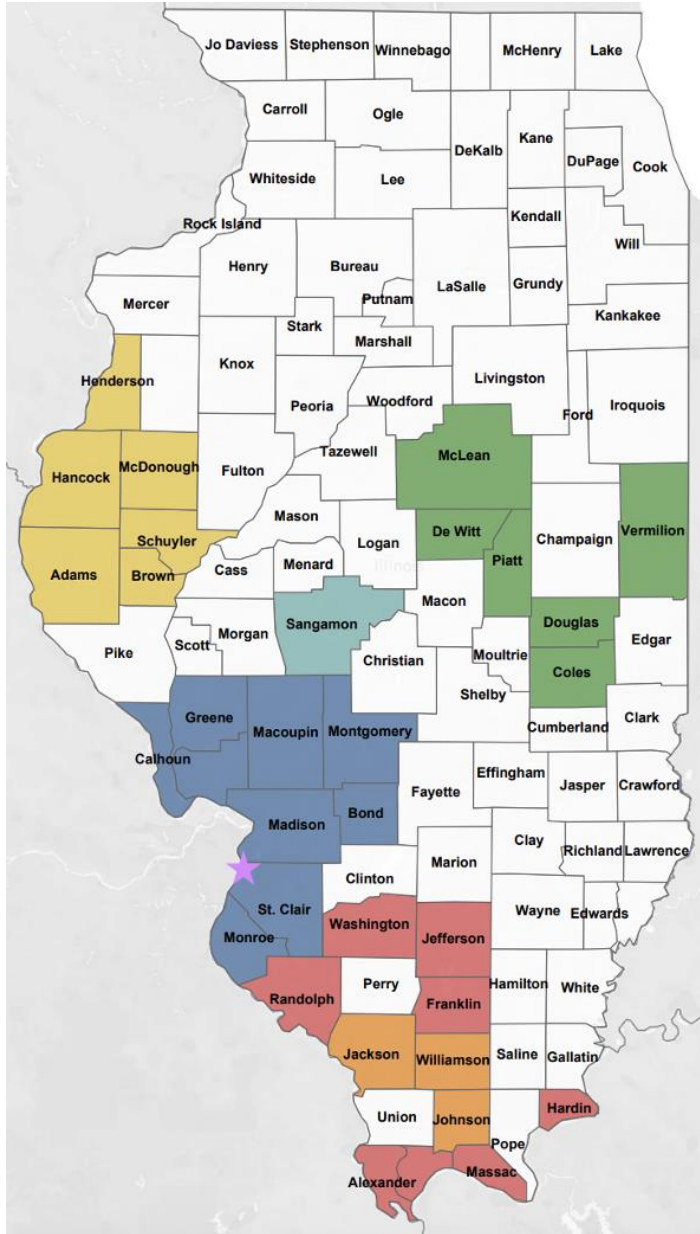 Jo Daviess
Stephenson
Winnebago
McHenry
Lake
Carroll
Ogle
DeKalb
Kane
DuPage
Cook
Whiteside
Lee
Rock Island
Kendall
Will
Henry
Bureau
LaSalle
Grundy
Mercer
Putnam
Kankakee
Stark
Marshall
Henderson
Knox
Peoria
Woodford
Livingston
Ford
Iroquois
Hancock
McDonough
Fulton
Tazewell
McLean
Mason
Schuyler
Logan
De Witt
Champaign
Vermilion
Adams
Brown
Cass
Menard
Illinois
Piatt
Macon
Pike
Scott
Morgan
Sangamon
Douglas
Edgar
Christian
Moultrie
Coles
Shelby
Greene
Macoupin
Montgomery
Cumberland
Clark
Calhoun
Effingham
Jasper
Crawford
Madison
Bond
Fayette
Clay
Richland
Lawrence
Marion
Clinton
St. Clair
Washington
Jefferson
Wayne
Edwards
Monroe
Randolph
Perry
Franklin
Hamilton
White
Jackson
Williamson
Saline
Gallatin
Union
Johnson
Hardin
Pope
Alexander
Massac